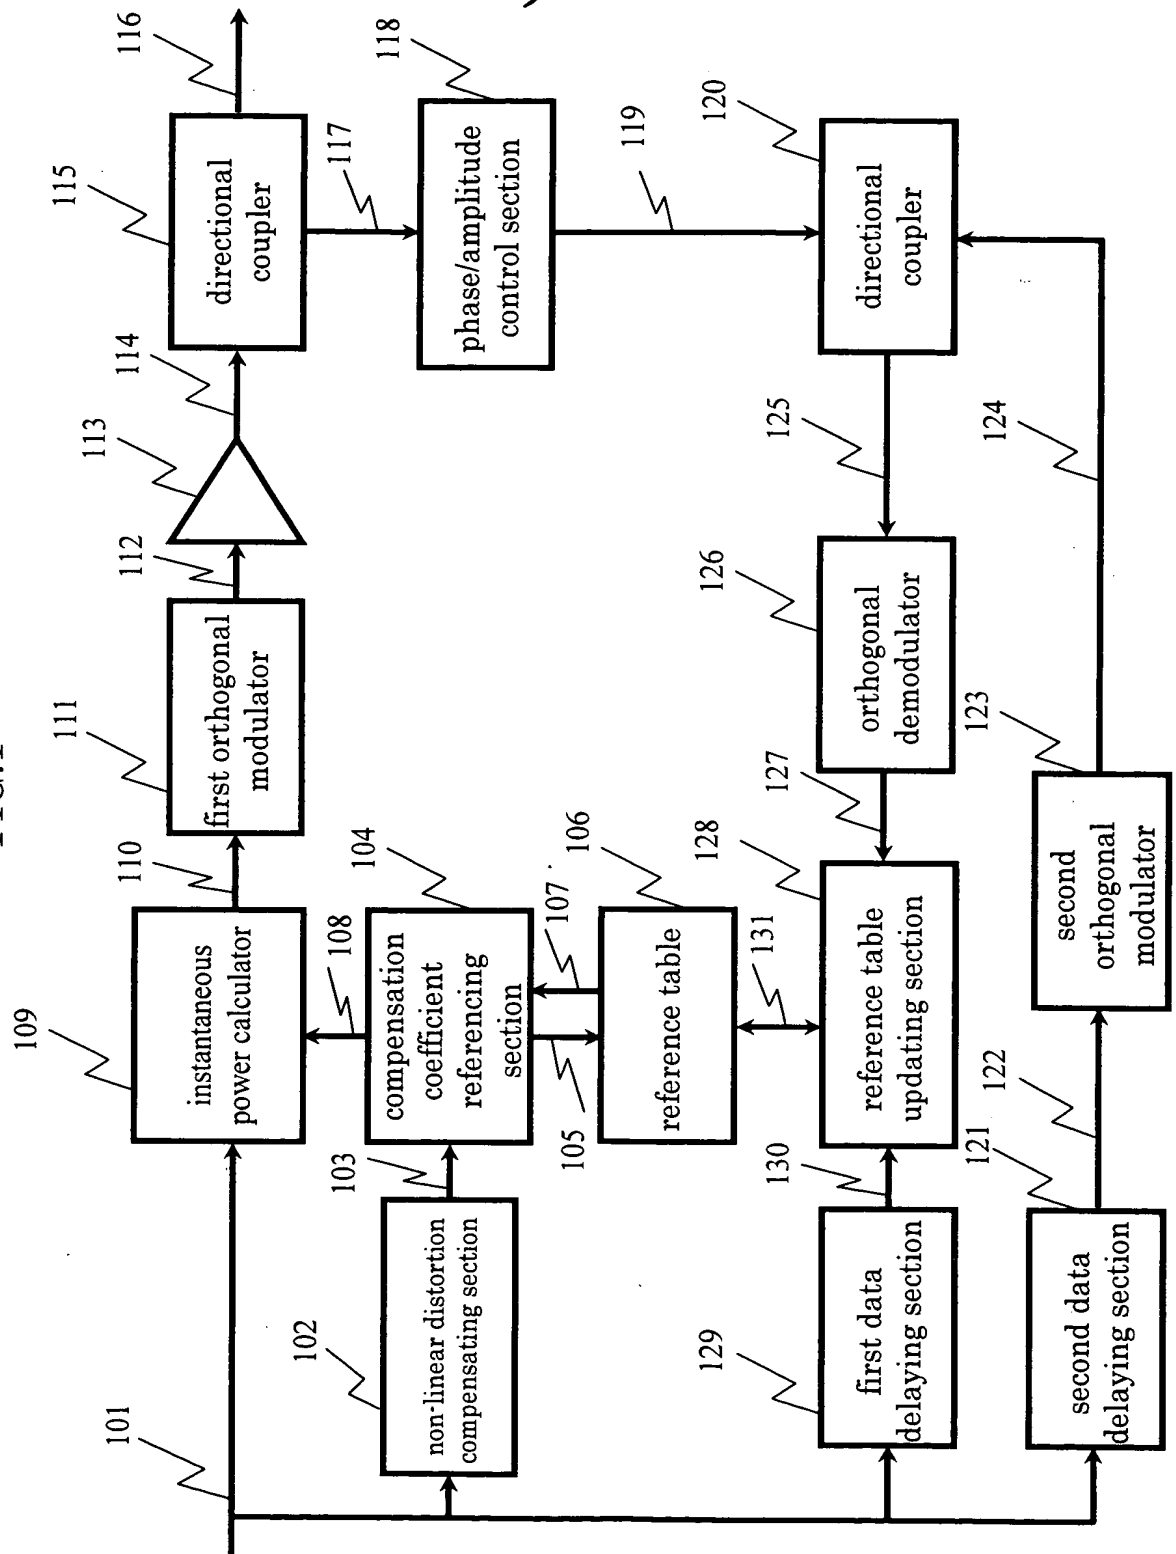 109
instantaneous
power calculator
110
111
first orthogonal
modulator
112
113
114
115
directional
coupler
116
101
108
117
118
phase/amplitude
control section
102
non-linear distortion
compensating section
103
104
compensation
coefficient
referencing
section
105
107
106
reference table
119
131
120
directional
coupler
129
first data
delaying section
130
128
reference table
updating section
127
126
orthogonal
demodulator
125
121
second data
delaying section
122
123
second
orthogonal
modulator
124